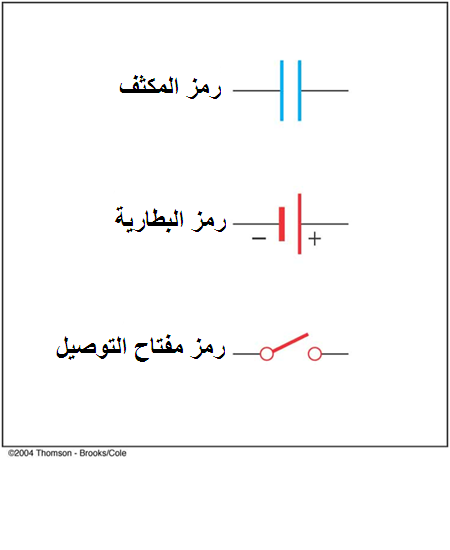 رمز المكثف
رمز البطارية
− +
رمز مفتاح التوصيل
©2004 Thomson - Brooks/Cole